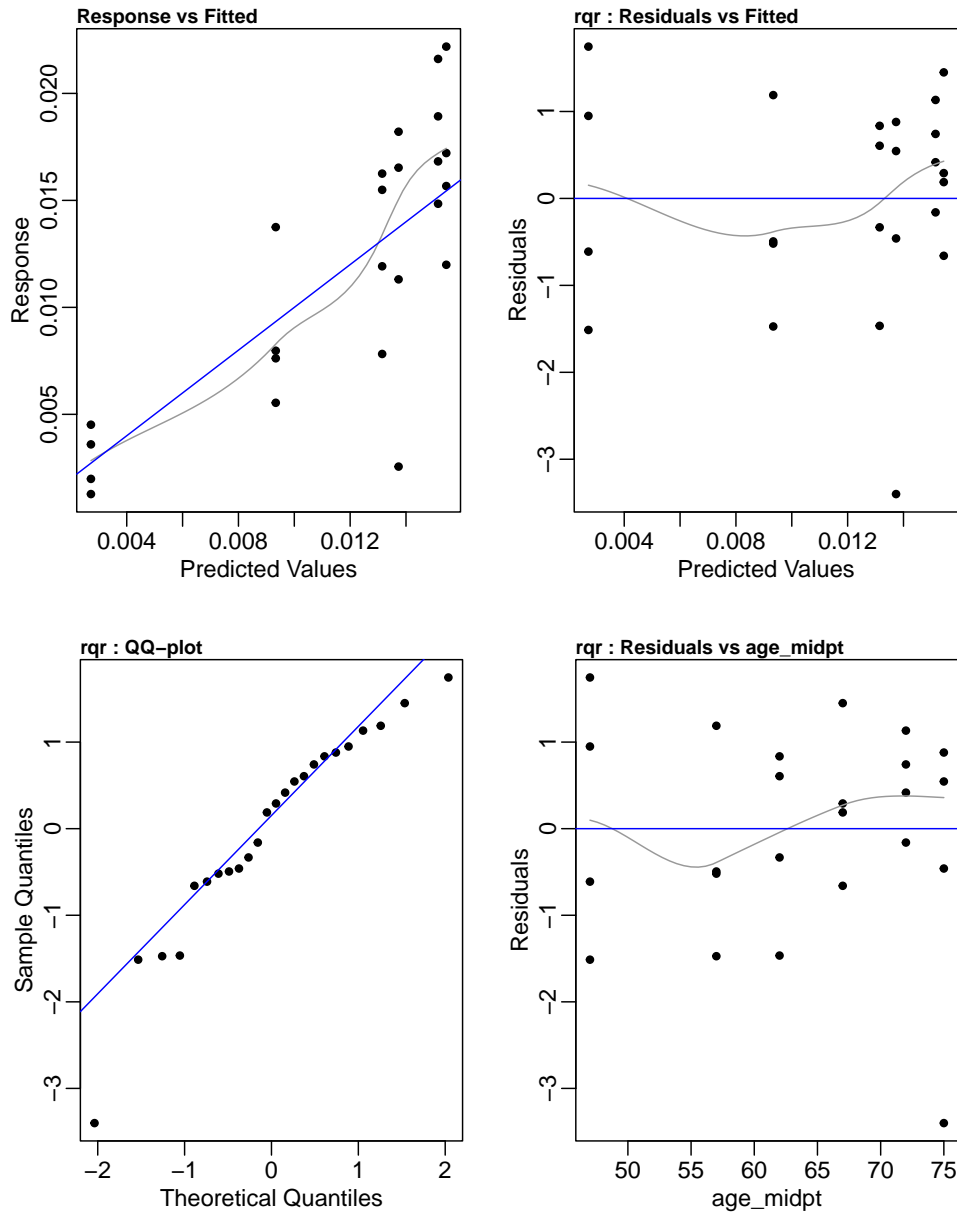 Response vs Fitted
Response
0.005 0.010 0.015 0.020
0.004 0.008 0.012
Predicted Values
rqr : Residuals vs Fitted
Residuals
−3 −2 −1 0 1
0.004 0.008 0.012
Predicted Values
rqr : QQ−plot
Sample Quantiles
−3 −2 −1 0 1
−2 −1 0 1 2
Theoretical Quantiles
rqr : Residuals vs age_midpt
Residuals
−3 −2 −1 0 1
50 55 60 65 70 75
age_midpt